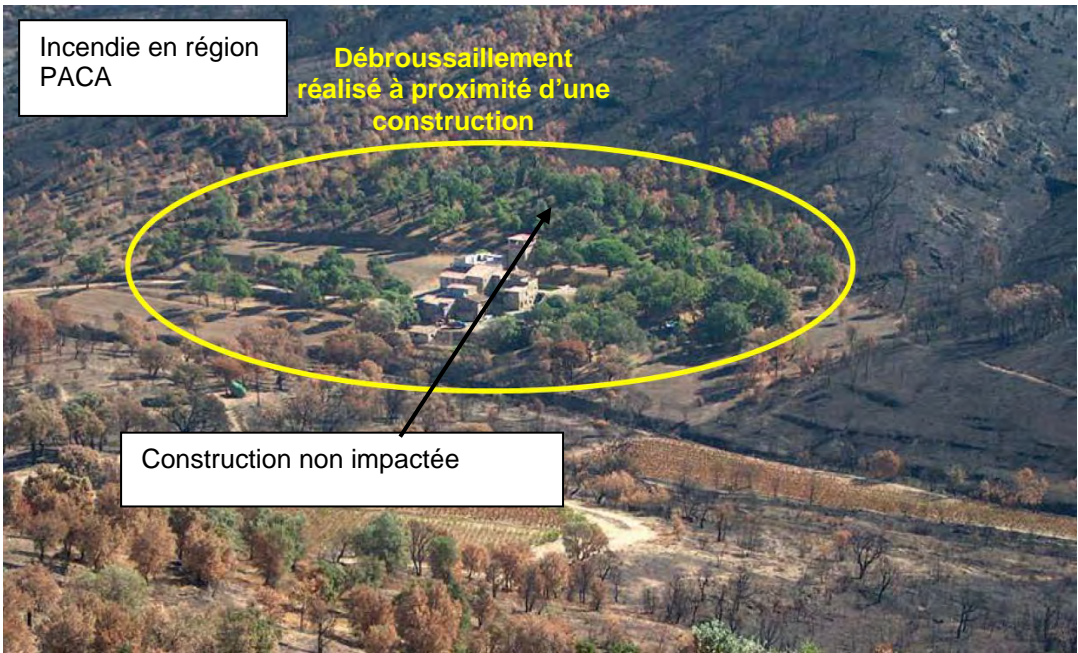 Incendie en région
PACA
Débroussaillement
réalisé à proximité d’une
construction
Construction non impactée